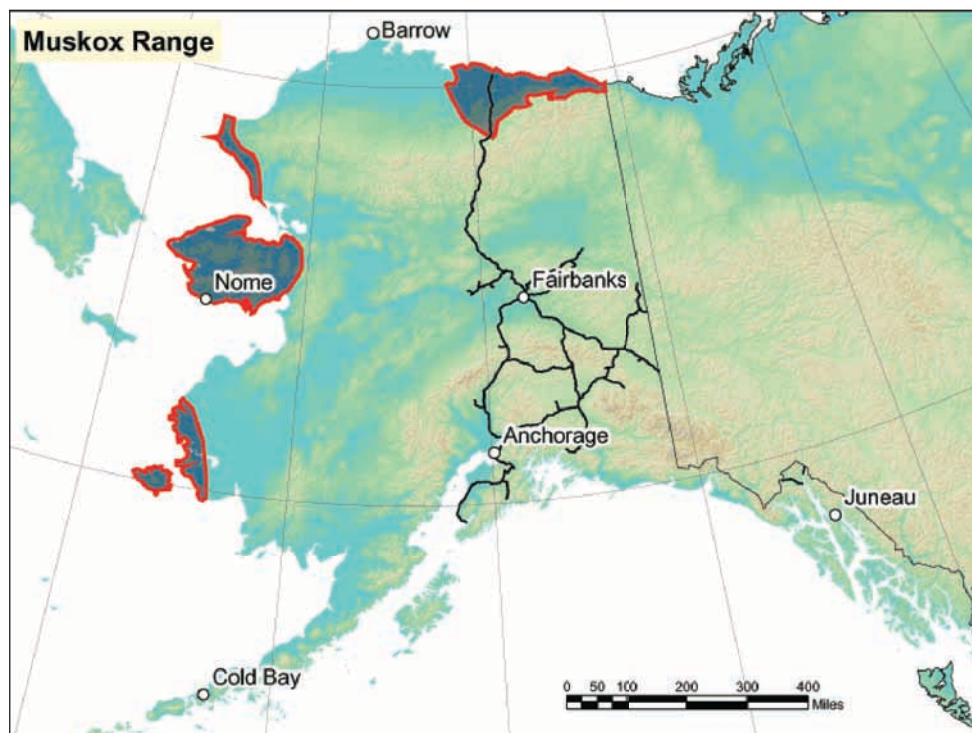 Muskox Range
Barrow
Nome
Fairbanks
Anchorage
Juneau
Cold Bay
0 50 100 200 300 400
Miles